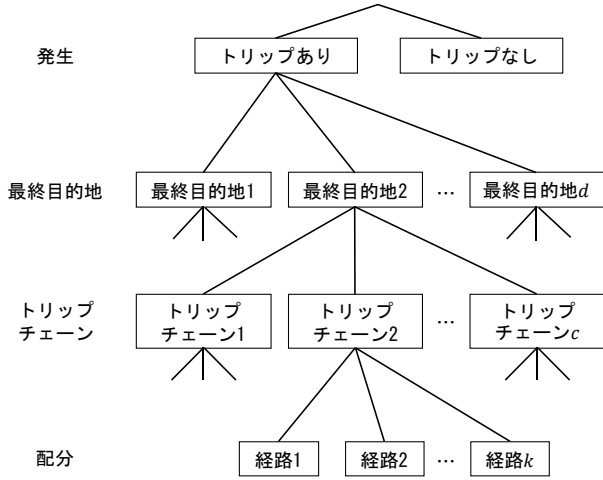 発生
トリップあり
トリップなし
最終目的地
最終目的地1
最終目的地2
…
最終目的地d
トリップ
チェーン
トリップ
チェーン1
トリップ
チェーン2
…
トリップ
チェーンc
配分
経路1
経路2
…
経路k